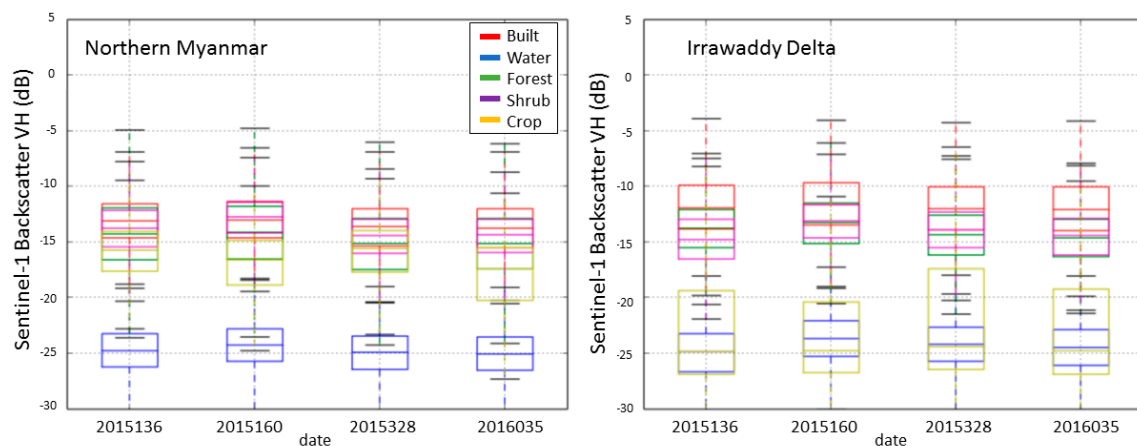 Northern Myanmar
Sentinel-1 Backscatter VH (dB)
5
0
-5
-10
-15
-20
-25
-30
Built
Water
Forest
Shrub
Crop
2015136 2015160 2015328 2016035
date
Irrawaddy Delta
Sentinel-1 Backscatter VH (dB)
5
0
-5
-10
-15
-20
-25
-30
2015136 2015160 2015328 2016035
date